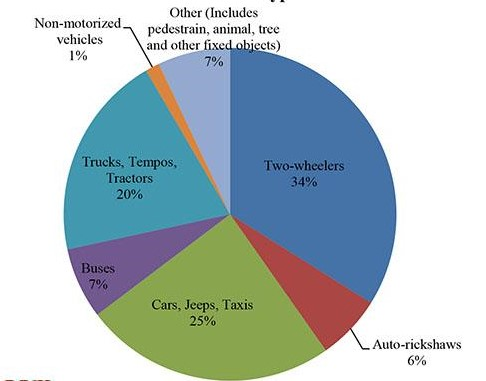 Other (Includes
pedestrain, animal, tree
and other fixed objects)
7%
Non-motorized
vehicles
1%
Two-wheelers
34%
Trucks, Tempos,
Tractors
20%
Buses
7%
Cars, Jeeps, Taxis
25%
Auto-rickshaws
6%